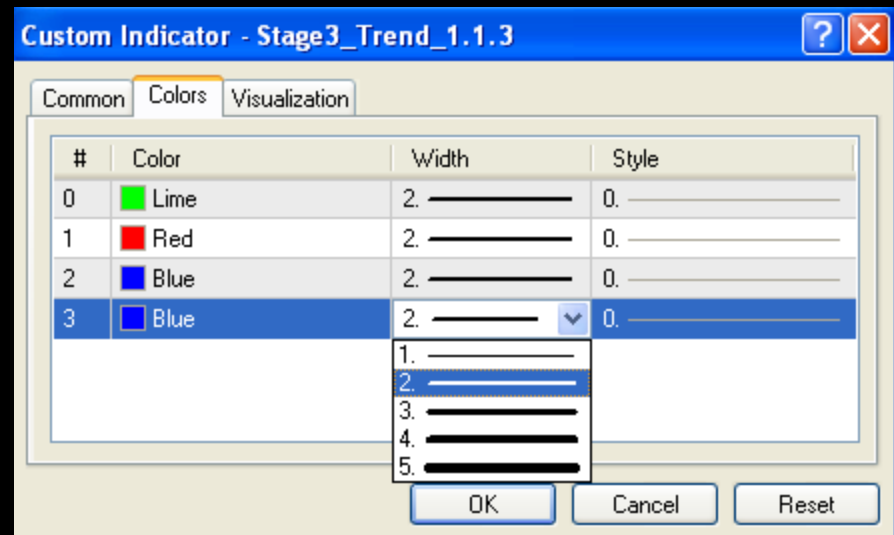 Custom Indicator - Stage3_Trend_1.1.3
Common Colors Visualization
# Color Width Style
0 Lime 2. 0.
1 Red 2. 0.
2 Blue 2. 0.
3 Blue 2. 0.
1.
2.
3.
4.
5.
OK Cancel Reset